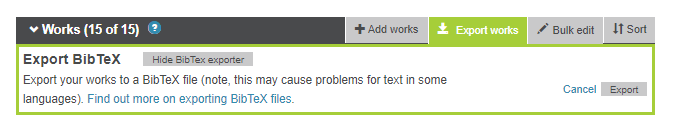 Works (15 of 15) ? + Add works Export works Bulk edit Sort
Export BibTeX Hide BibTex exporter
Export your works to a BibTeX file (note, this may cause problems for text in some
languages). Find out more on exporting BibTeX files.
Cancel Export